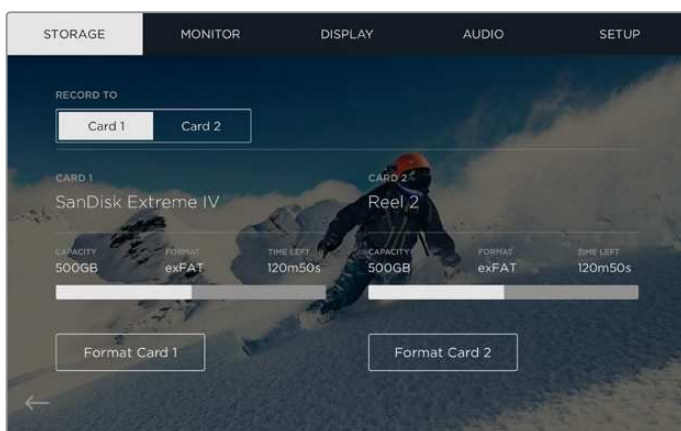 STORAGE MONITOR DISPLAY AUDIO SETUP
RECORD TO
Card 1 Card 2
CARD 1 CARD 2
SanDisk Extreme IV Reel 2
CAPACITY FORMAT TIME LEFT CAPACITY FORMAT TIME LEFT
500GB exFAT 120m50s 500GB exFAT 120m50s
Format Card 1 Format Card 2